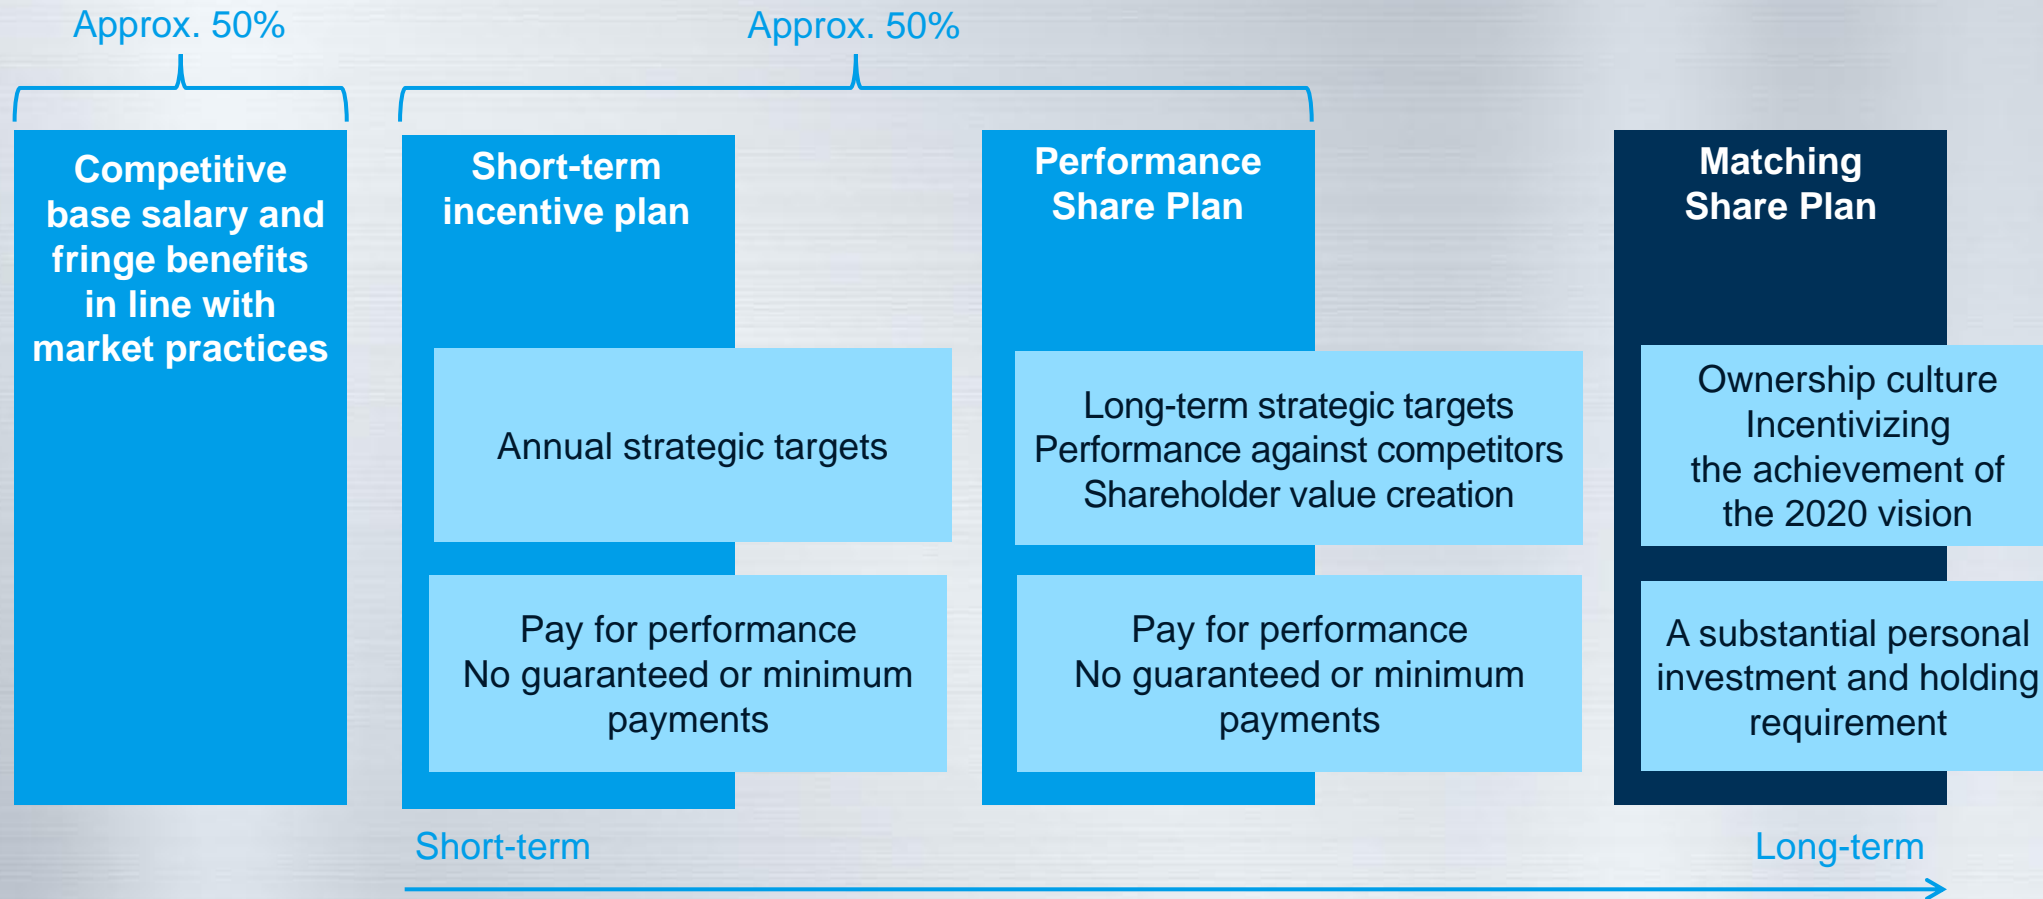 Approx. 50%
Approx. 50%
Competitive
base salary and
fringe benefits
in line with
market practices
Short-term
incentive plan
Annual strategic targets
Pay for performance
No guaranteed or minimum
payments
Performance
Share Plan
Long-term strategic targets
Performance against competitors
Shareholder value creation
Pay for performance
No guaranteed or minimum
payments
Matching
Share Plan
Ownership culture
Incentivizing
the achievement of
the 2020 vision
A substantial personal
investment and holding
requirement
Short-term
Long-term